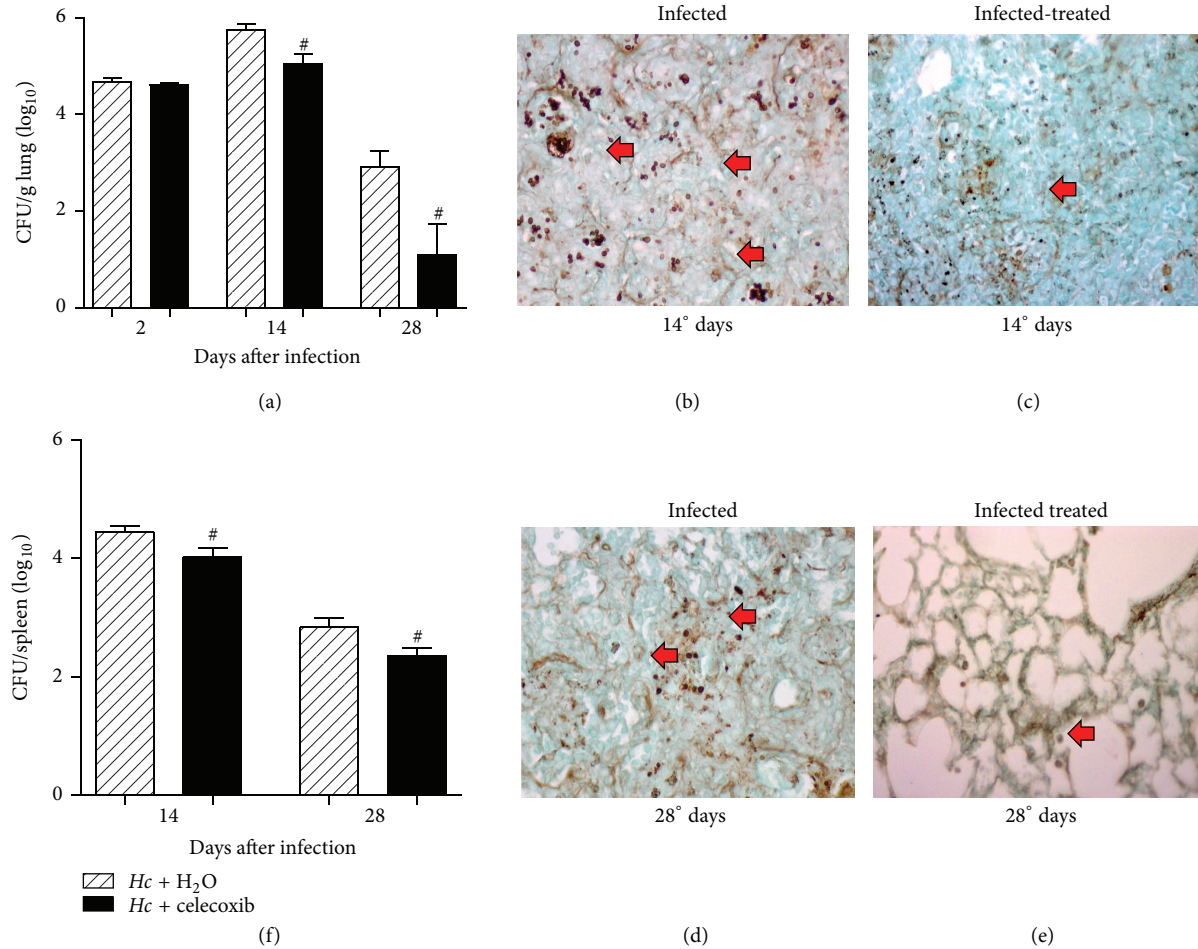 6
4
2
0
CFU/g lung (log10)
#
#
2 14 28
Days after infection
(a)
Infected
14° days
(b)
Infected-treated
14° days
(c)
6
4
2
0
CFU/spleen (log10)
#
#
14 28
Days after infection
Hc + H2O
Hc + celecoxib
(f)
Infected
28° days
(d)
Infected treated
28° days
(e)